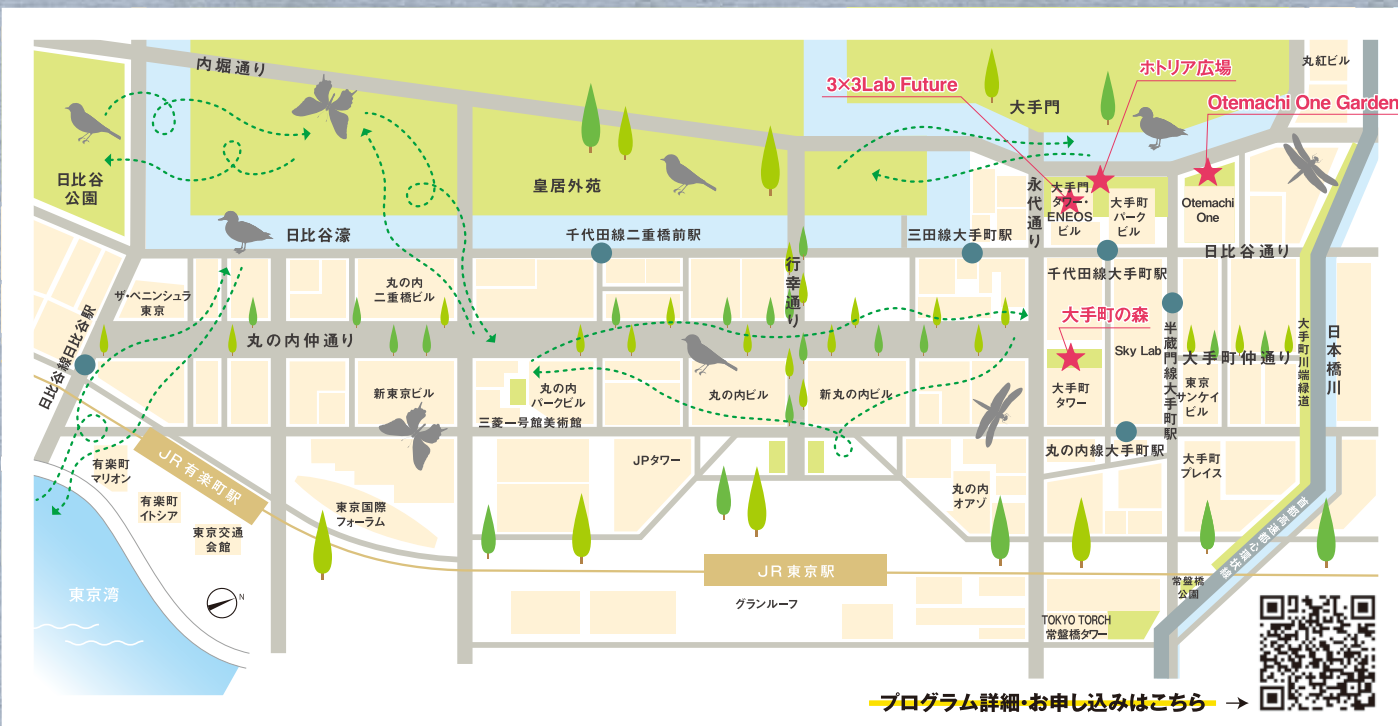 内堀通り
丸紅ビル
ホトリア広場
3×3Lab Future
大手門
Otemachi One Garden
日比谷
公園
皇居外苑
永代通り
大手門
タワー・
ENEOS
ビル
大手町
パーク
ビル
Otemachi
One
日比谷濠
千代田線二重橋前駅
三田線大手町駅
日比谷通り
行幸通り
千代田線大手町駅
ザ・ペニンシュラ
東京
丸の内
二重橋ビル
日比谷線日比谷駅
丸の内仲通り
大手町の森
Sky Lab
半蔵門線大手町駅
大手町仲通り
大手町川端緑道
日本橋川
新東京ビル
丸の内
パークビル
三菱一号館美術館
丸の内ビル
新丸の内ビル
大手町
タワー
東京
サンケイ
ビル
丸の内線大手町駅
有楽町
マリオン
JR有楽町駅
JPタワー
大手町
プレイス
有楽町
イトシア
東京国際
フォーラム
丸の内
オアゾ
東京交通
会館
首都高速都心環状線
JR東京駅
東京湾
N
グランルーフ
常盤橋
公園
TOKYO TORCH
常盤橋タワー
プログラム詳細・お申し込みはこちら →